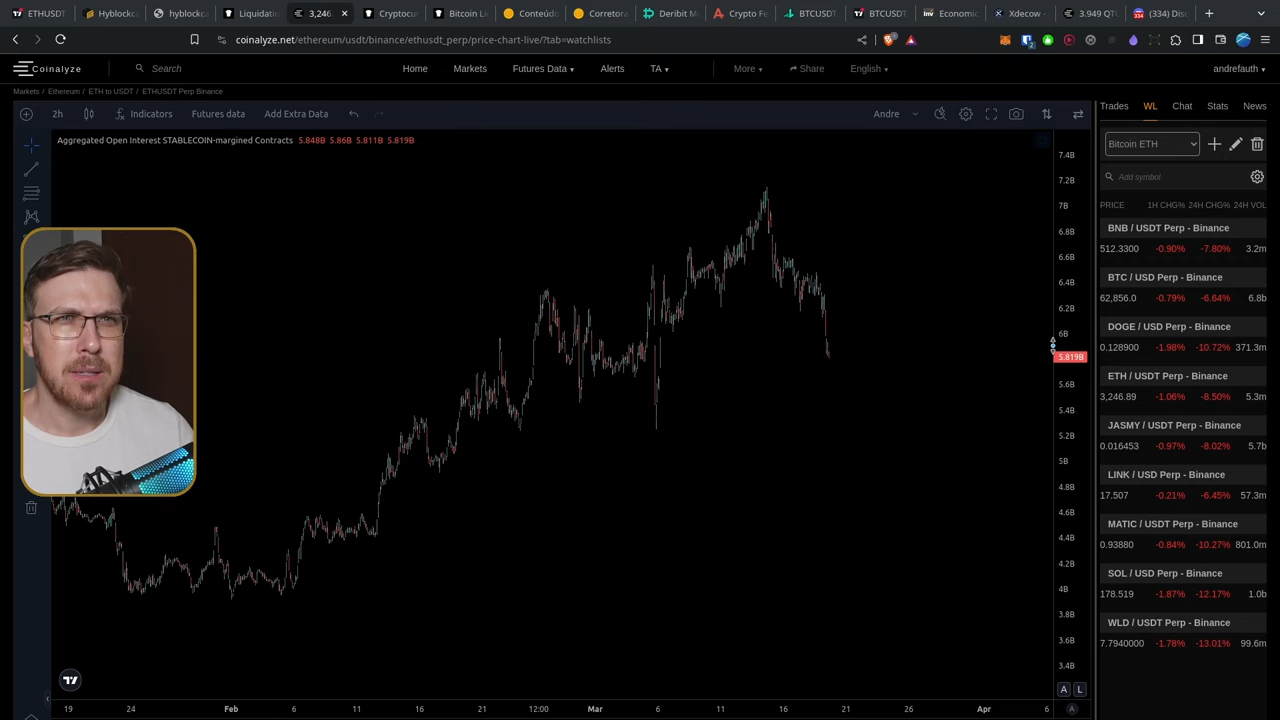 ETHUSDT
Hyblockca
hyblockca
Liquidatio
3,246.
Cryptocur
Bitcoin Li
Conteúdo
Corretora
Deribit M
Crypto Fe
BTCUSDT
BTCUSDT
Economic
Xdecow -
3.949 QTU
(334) Disc
coinalyze.net/ethereum/usdt/binance/ethusdt_perp/price-chart-live/?tab=watchlists
Coinalyze
Search
Home
Markets
Futures Data
Alerts
TA
More
Share
English
andrefauth
Markets / Ethereum / ETH to USDT / ETHUSDT Perp Binance
2h
Indicators
Futures data
Add Extra Data
Andre
Trades
WL
Chat
Stats
News
Aggregated Open Interest STABLECOIN-margined Contracts 5.848B 5.86B 5.811B 5.819B
7.4B
7.2B
7B
6.8B
6.6B
6.4B
6.2B
6B
5.819B
5.6B
5.4B
5.2B
5B
4.8B
4.6B
4.4B
4.2B
4B
3.8B
3.6B
3.4B
A L
19 24 Feb 6 11 16 21 12:00 Mar 6 11 16 21 26 Apr 6 A
Bitcoin ETH
Add symbol
PRICE 1H CHG% 24H CHG% 24H VOL
BNB / USDT Perp - Binance
512.3300 -0.90% -7.80% 3.2m
BTC / USD Perp - Binance
62,856.0 -0.79% -6.64% 6.8b
DOGE / USD Perp - Binance
0.128900 -1.98% -10.72% 371.3m
ETH / USDT Perp - Binance
3,246.89 -1.06% -8.50% 5.3m
JASMY / USDT Perp - Binance
0.016453 -0.97% -8.02% 5.7b
LINK / USDT Perp - Binance
17.507 -0.21% -6.45% 57.3m
MATIC / USDT Perp - Binance
0.93880 -0.84% -10.27% 801.0m
SOL / USD Perp - Binance
178.519 -1.87% -12.17% 1.0b
WLD / USDT Perp - Binance
7.7940000 -1.78% -13.01% 99.6m